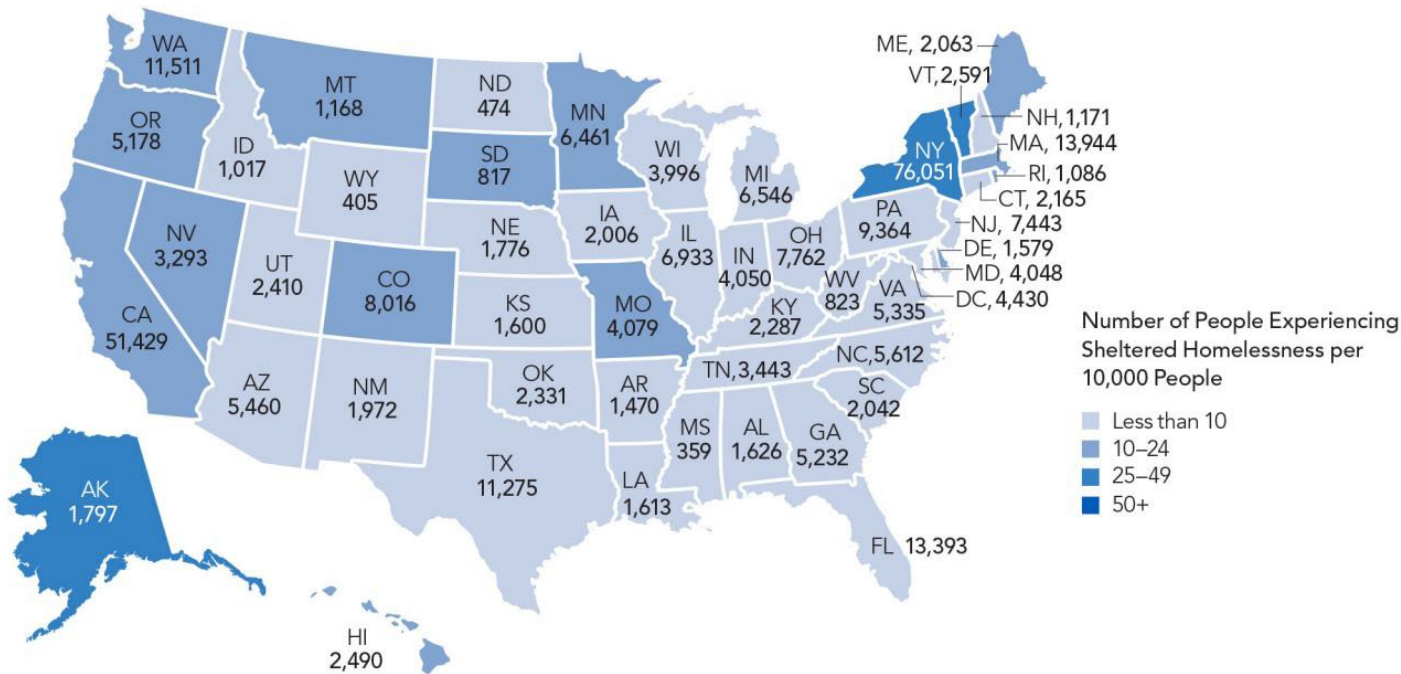 WA
11,511
MT
1,168
ND
474
MN
6,461
OR
5,178
ID
1,017
SD
817
WY
405
WI
3,996
MI
6,546
NY
76,051
ME, 2,063
VT, 2,591
NH, 1,171
MA, 13,944
RI, 1,086
CT, 2,165
NJ, 7,443
DE, 1,579
MD, 4,048
DC, 4,430
NV
3,293
UT
2,410
CO
8,016
NE
1,776
IA
2,006
IL
6,933
IN
4,050
OH
7,762
PA
9,364
CA
51,429
KS
1,600
MO
4,079
KY
2,287
WV
823
VA
5,335
AZ
5,460
NM
1,972
OK
2,331
AR
1,470
TN, 3,443
NC, 5,612
SC
2,042
MS
359
AL
1,626
GA
5,232
TX
11,275
LA
1,613
FL 13,393
AK
1,797
HI
2,490
Number of People Experiencing
Sheltered Homelessness per
10,000 People
Less than 10
10–24
25–49
50+